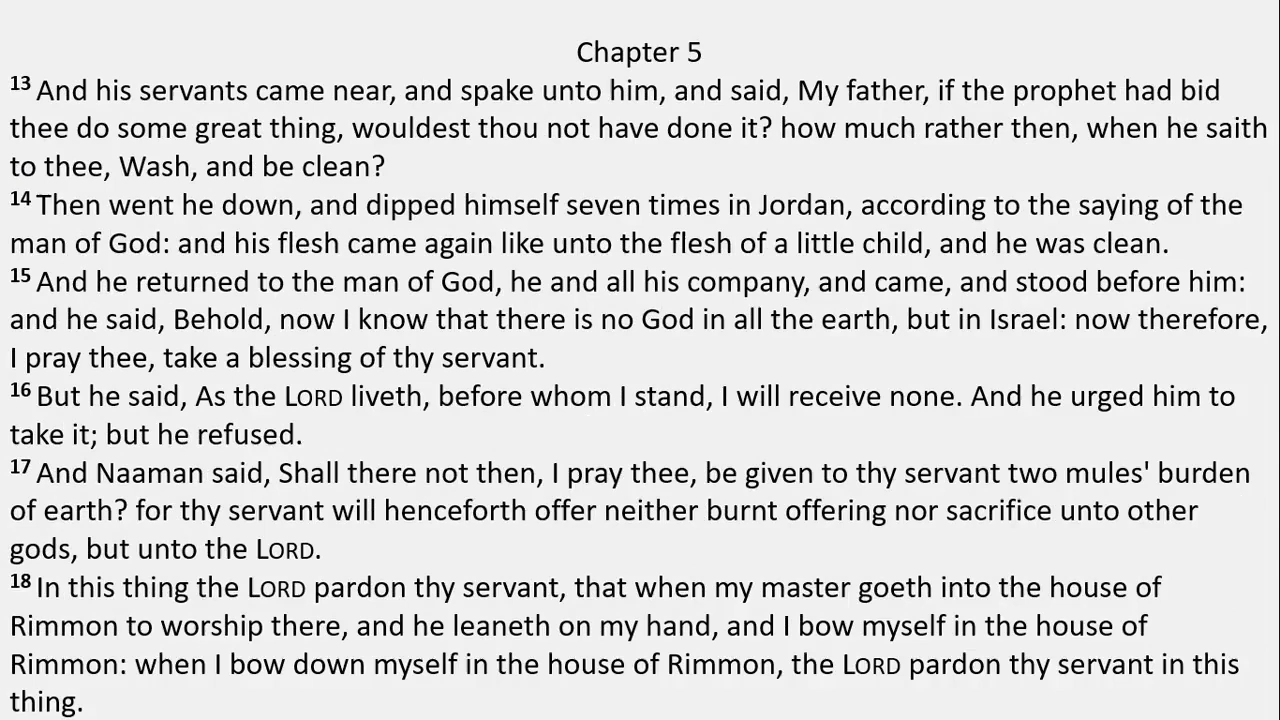 Chapter 5
13 And his servants came near, and spake unto him, and said, My father, if the prophet had bid
thee do some great thing, wouldest thou not have done it? how much rather then, when he saith
to thee, Wash, and be clean?
14 Then went he down, and dipped himself seven times in Jordan, according to the saying of the
man of God: and his flesh came again like unto the flesh of a little child, and he was clean.
15 And he returned to the man of God, he and all his company, and came, and stood before him:
and he said, Behold, now I know that there is no God in all the earth, but in Israel: now therefore,
I pray thee, take a blessing of thy servant.
16 But he said, As the LORD liveth, before whom I stand, I will receive none. And he urged him to
take it; but he refused.
17 And Naaman said, Shall there not then, I pray thee, be given to thy servant two mules' burden
of earth? for thy servant will henceforth offer neither burnt offering nor sacrifice unto other
gods, but unto the LORD.
18 In this thing the LORD pardon thy servant, that when my master goeth into the house of
Rimmon to worship there, and he leaneth on my hand, and I bow myself in the house of
Rimmon: when I bow down myself in the house of Rimmon, the LORD pardon thy servant in this
thing.